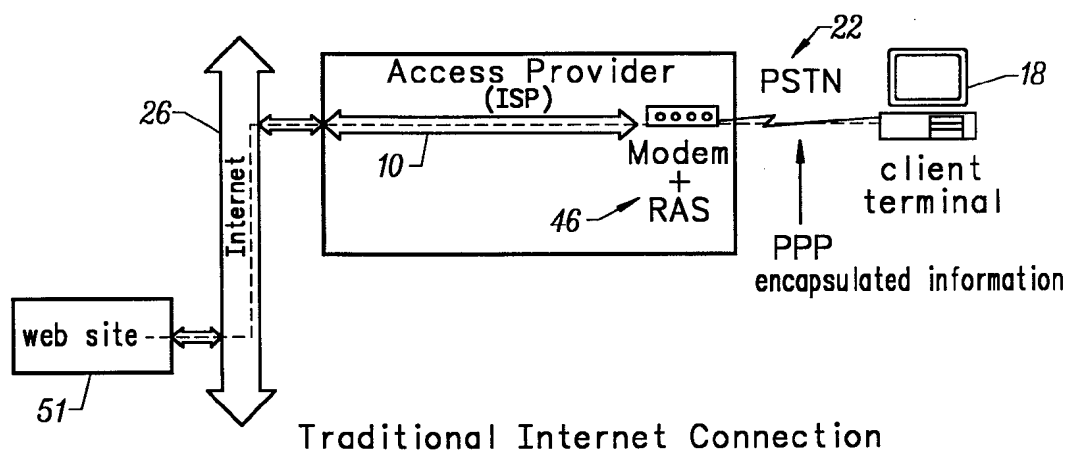 22
Access Provider
(ISP)
PSTN
18
26
10
Modem
+
RAS
46
client
terminal
Internet
PPP
encapsulated information
web site
51
Traditional Internet Connection